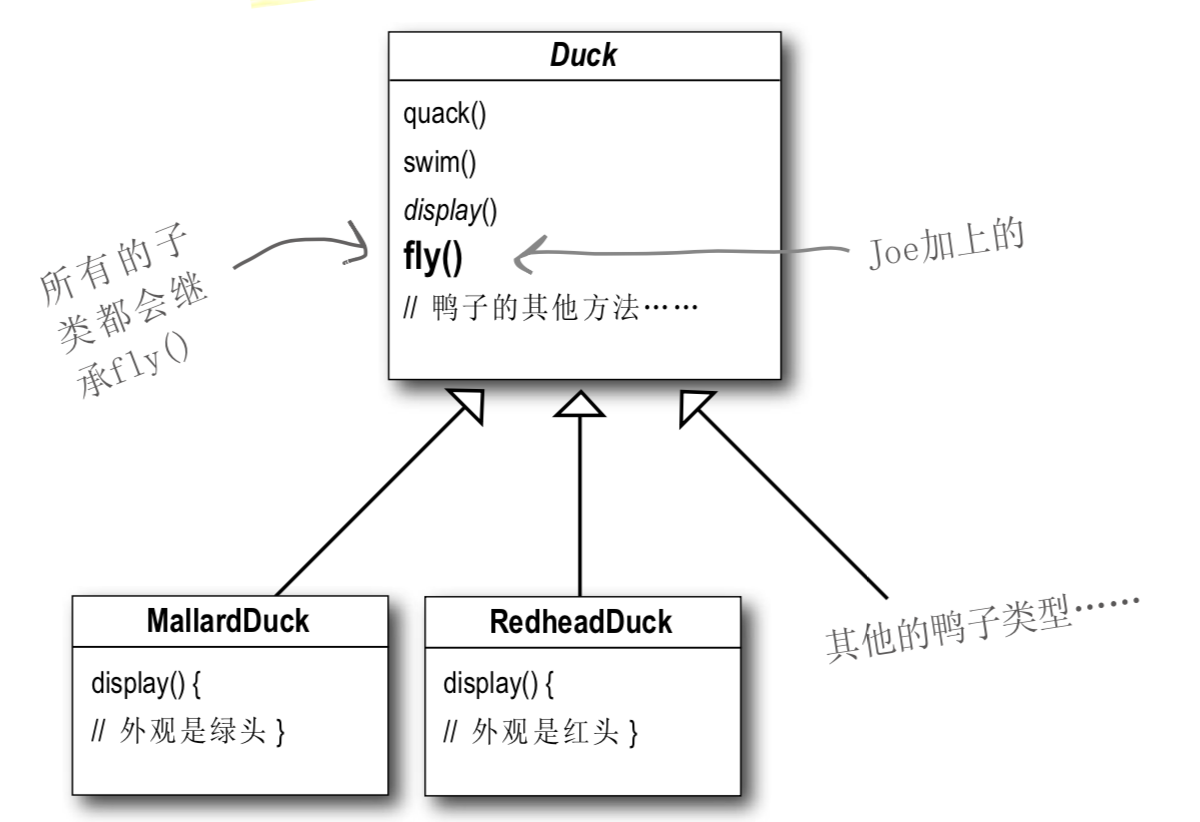 Duck
quack()
swim()
display()
fly()
// 鸭子的其他方法……
所有的子
类都会继
承fly()
Joe加上的
MallardDuck
display() {
// 外观是绿头 }
RedheadDuck
display() {
// 外观是红头 }
其他的鸭子类型……